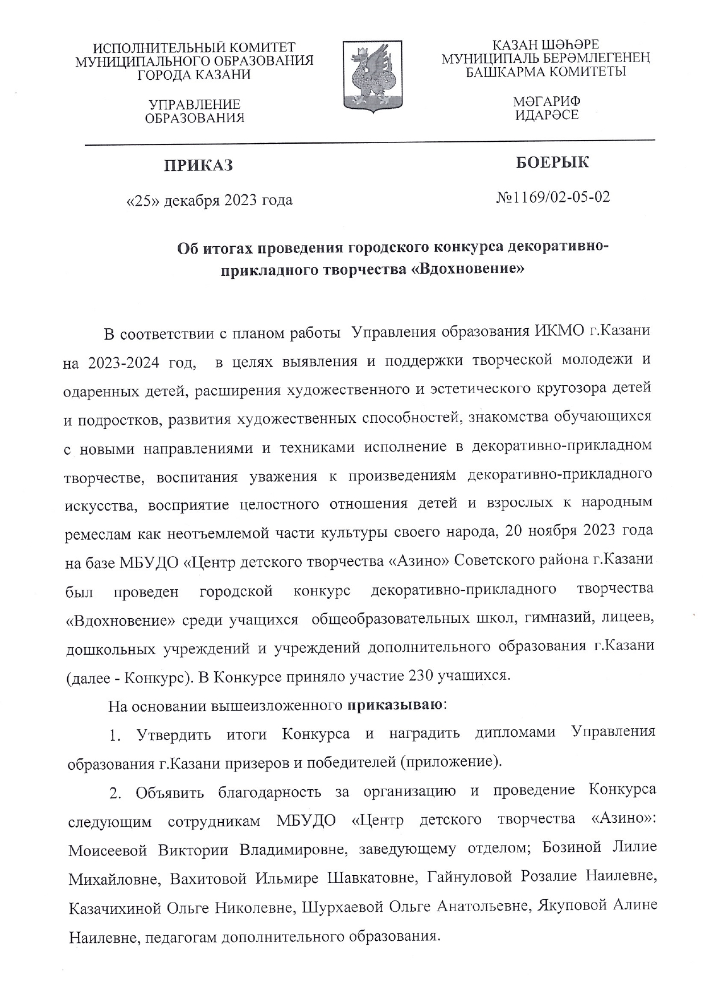 ИСПОЛНИТЕЛЬНЫЙ КОМИТЕТ
МУНИЦИПАЛЬНОГО ОБРАЗОВАНИЯ
ГОРОДА КАЗАНИ
УПРАВЛЕНИЕ
ОБРАЗОВАНИЯ
КАЗАН ШӘҺӘРЕ
МУНИЦИПАЛЬ БЕРӘМЛЕГЕНЕҢ
БАШКАРМА КОМИТЕТЫ
МӘГАРИФ
ИДАРӘСЕ
ПРИКАЗ
БОЕРЫК
«25» декабря 2023 года
№1169/02-05-02
Об итогах проведения городского конкурса декоративно-
прикладного творчества «Вдохновение»
В соответствии с планом работы Управления образования ИКМО г.Казани
на 2023-2024 год, в целях выявления и поддержки творческой молодежи и
одаренных детей, расширения художественного и эстетического кругозора детей
и подростков, развития художественных способностей, знакомства обучающихся
с новыми направлениями и техниками исполнение в декоративно-прикладном
творчестве, воспитания уважения к произведениям декоративно-прикладного
искусства, восприятие целостного отношения детей и взрослых к народным
ремеслам как неотъемлемой части культуры своего народа, 20 ноября 2023 года
на базе МБУДО «Центр детского творчества «Азино» Советского района г.Казани
был проведен городской конкурс декоративно-прикладного творчества
«Вдохновение» среди учащихся общеобразовательных школ, гимназий, лицеев,
дошкольных учреждений и учреждений дополнительного образования г.Казани
(далее - Конкурс). В Конкурсе приняло участие 230 учащихся.
На основании вышеизложенного приказываю:
1. Утвердить итоги Конкурса и наградить дипломами Управления
образования г.Казани призеров и победителей (приложение).
2. Объявить благодарность за организацию и проведение Конкурса
следующим сотрудникам МБУДО «Центр детского творчества «Азино»:
Моисеевой Виктории Владимировне, заведующему отделом; Бозиной Лилие
Михайловне, Вахитовой Ильмире Шавкатовне, Гайнуловой Розалие Наилевне,
Казачихиной Ольге Николевне, Шурхаевой Ольге Анатольевне, Якуповой Алине
Наилевне, педагогам дополнительного образования.